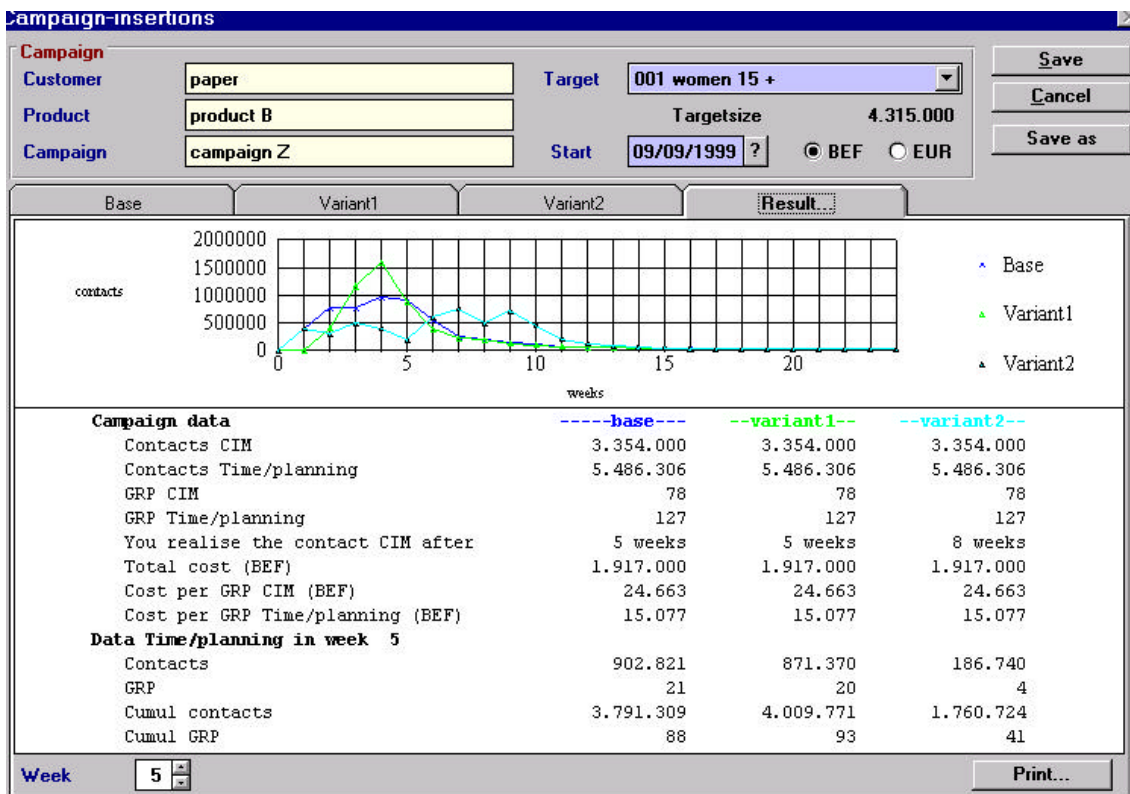 Campaign-insertions
Campaign
Customer paper Target 001 women 15 + Save
Product product B Targetsize 4.315.000 Cancel
Campaign campaign Z Start 09/09/1999 ? BEF EUR Save as
Base Variant1 Variant2 Result...
2000000
1500000
contacts 1000000
500000
0
0 5 10 15 20
weeks
Base
Variant1
Variant2
Campaign data -----base--- --variant1-- --variant2--
Contacts CIM 3.354.000 3.354.000 3.354.000
Contacts Time/planning 5.486.306 5.486.306 5.486.306
GRP CIM 78 78 78
GRP Time/planning 127 127 127
You realise the contact CIM after 5 weeks 5 weeks 8 weeks
Total cost (BEF) 1.917.000 1.917.000 1.917.000
Cost per GRP CIM (BEF) 24.663 24.663 24.663
Cost per GRP Time/planning (BEF) 15.077 15.077 15.077
Data Time/planning in week 5
Contacts 902.821 871.370 186.740
GRP 21 20 4
Cumul contacts 3.791.309 4.009.771 1.760.724
Cumul GRP 88 93 41
Week 5 Print...